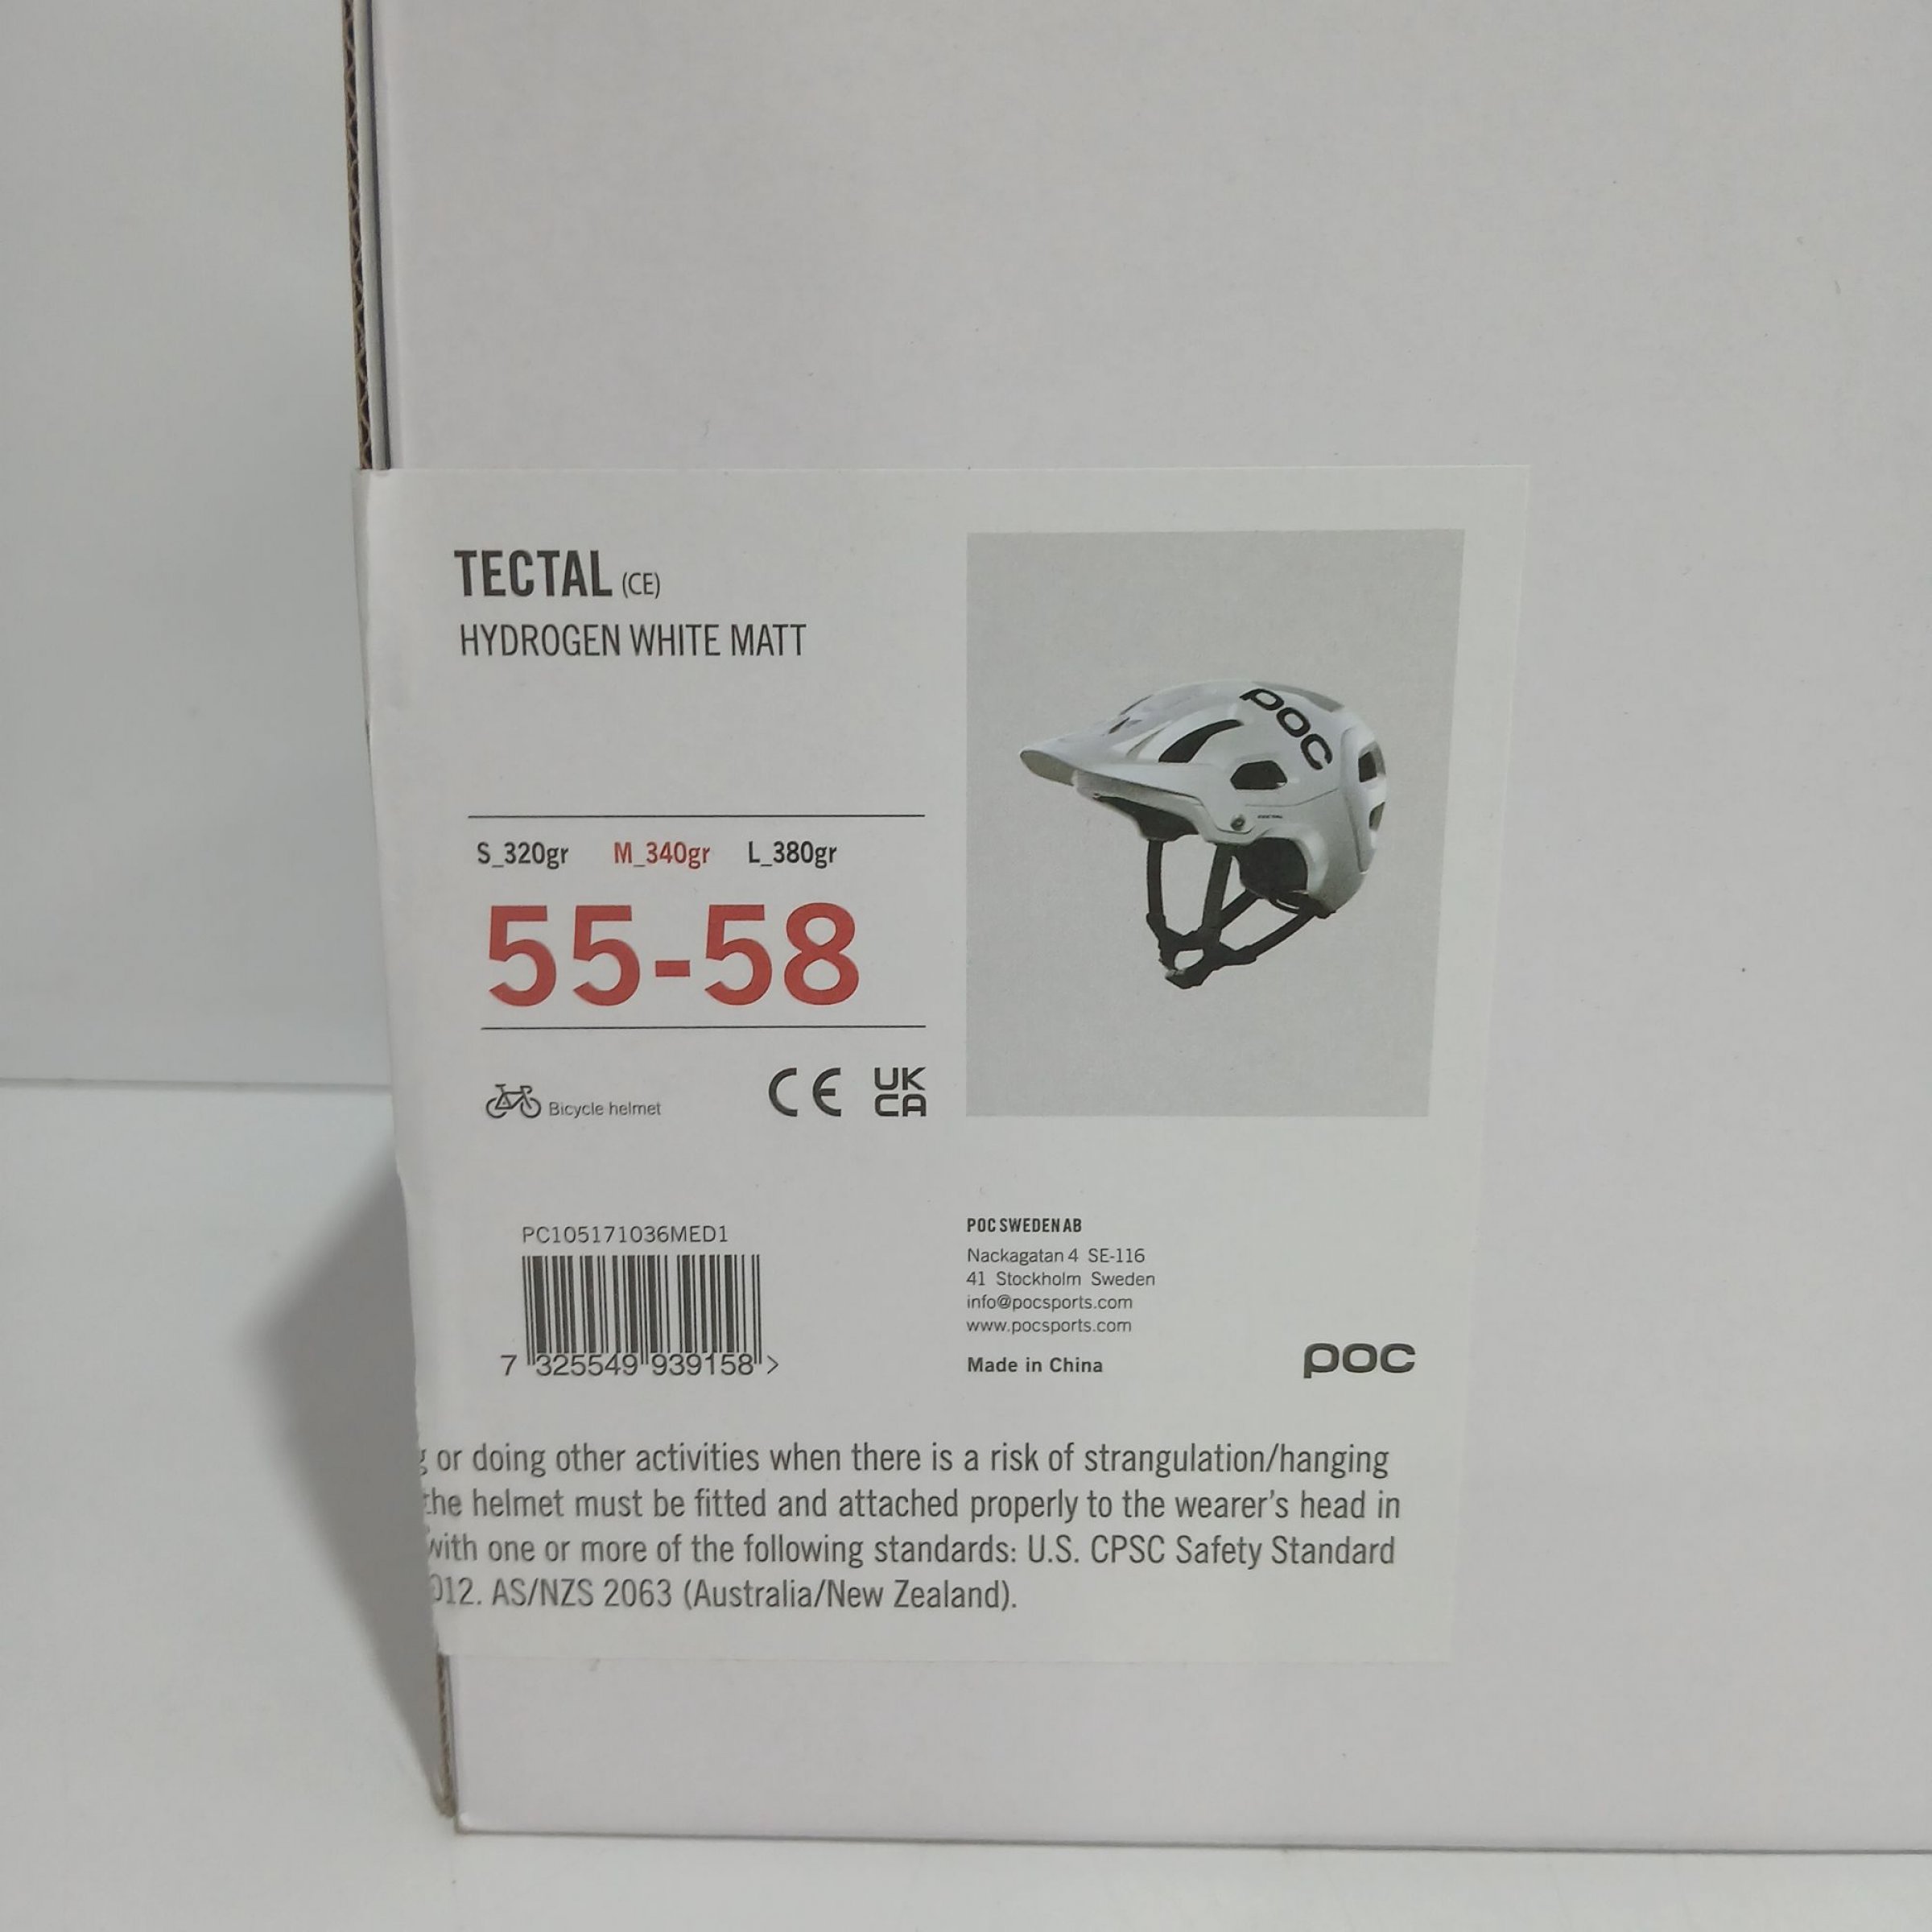 TECTAL (CE)
HYDROGEN WHITE MATT
POC
S_320gr M_340gr L_380gr
55-58
Bicycle helmet
CE
UK
CA
PC105171036MED1
7 325549 939158 >
POC SWEDEN AB
Nackagatan 4 SE-116
41 Stockholm Sweden
info@pocsports.com
www.pocsports.com
Made in China
POC
or doing other activities when there is a risk of strangulation/hanging
the helmet must be fitted and attached properly to the wearer's head in
with one or more of the following standards: U.S. CPSC Safety Standard
012. AS/NZS 2063 (Australia/New Zealand).